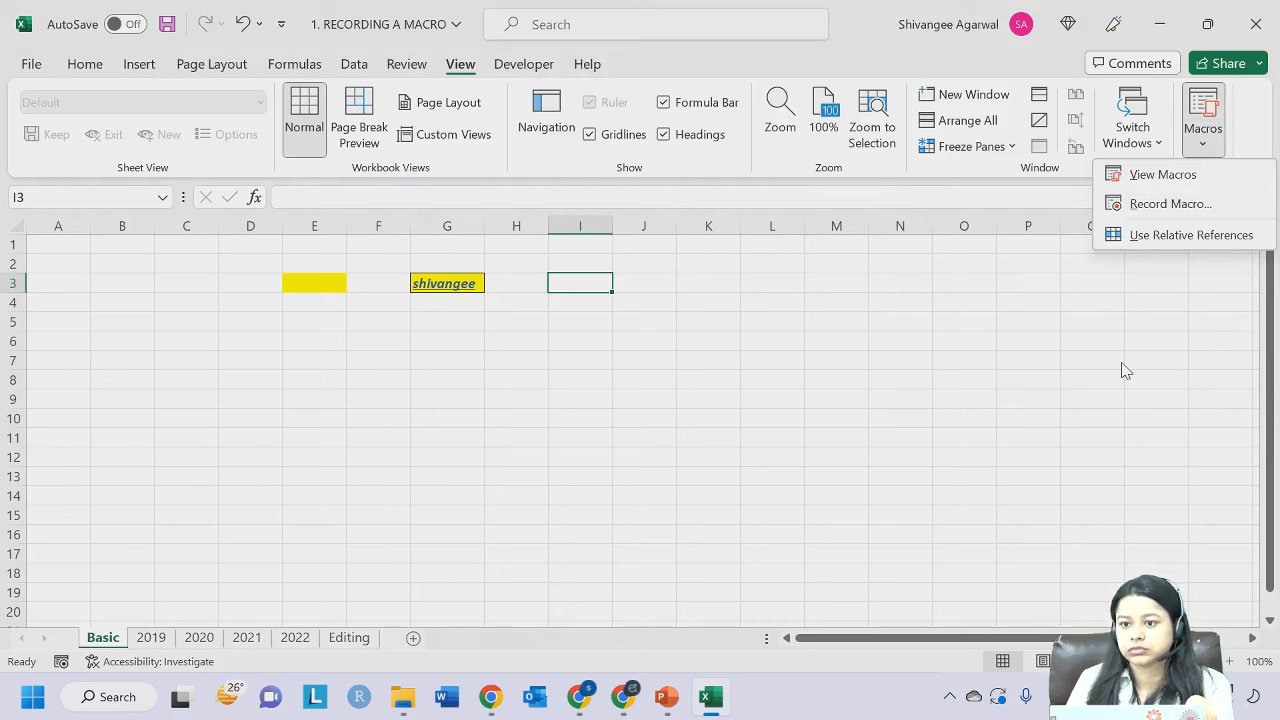 AutoSave Off 1. RECORDING A MACRO Search Shivangee Agarwal SA
File Home Insert Page Layout Formulas Data Review View Developer Help Comments Share
Default
Keep Exit New Options
Sheet View
Normal
Page Break Preview
Page Layout
Custom Views
Workbook Views
Navigation
Ruler
Formula Bar
Gridlines
Headings
Show
Zoom
100
100%
Zoom to Selection
Zoom
New Window
Arrange All
Freeze Panes
Window
Switch Windows
Macros
View Macros
Record Macro...
Use Relative References
I3 fx
A B C D E F G H I J K L M N O P
1
2
3 shivangee
4
5
6
7
8
9
10
11
12
13
14
15
16
17
18
19
20
Basic 2019 2020 2021 2022 Editing
Ready Accessibility: Investigate 100%
26° Search